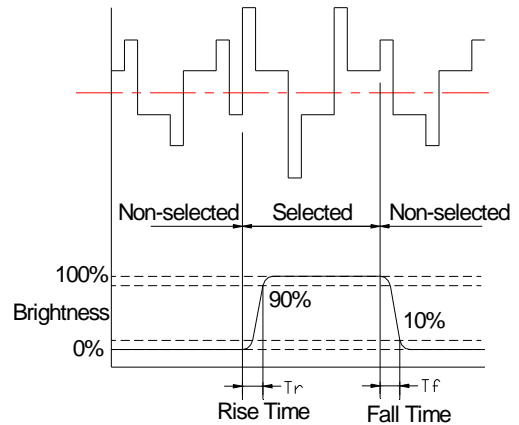 Non-selected Selected Non-selected
100%
90%
Brightness
10%
0%
Tr Tf
Rise Time Fall Time